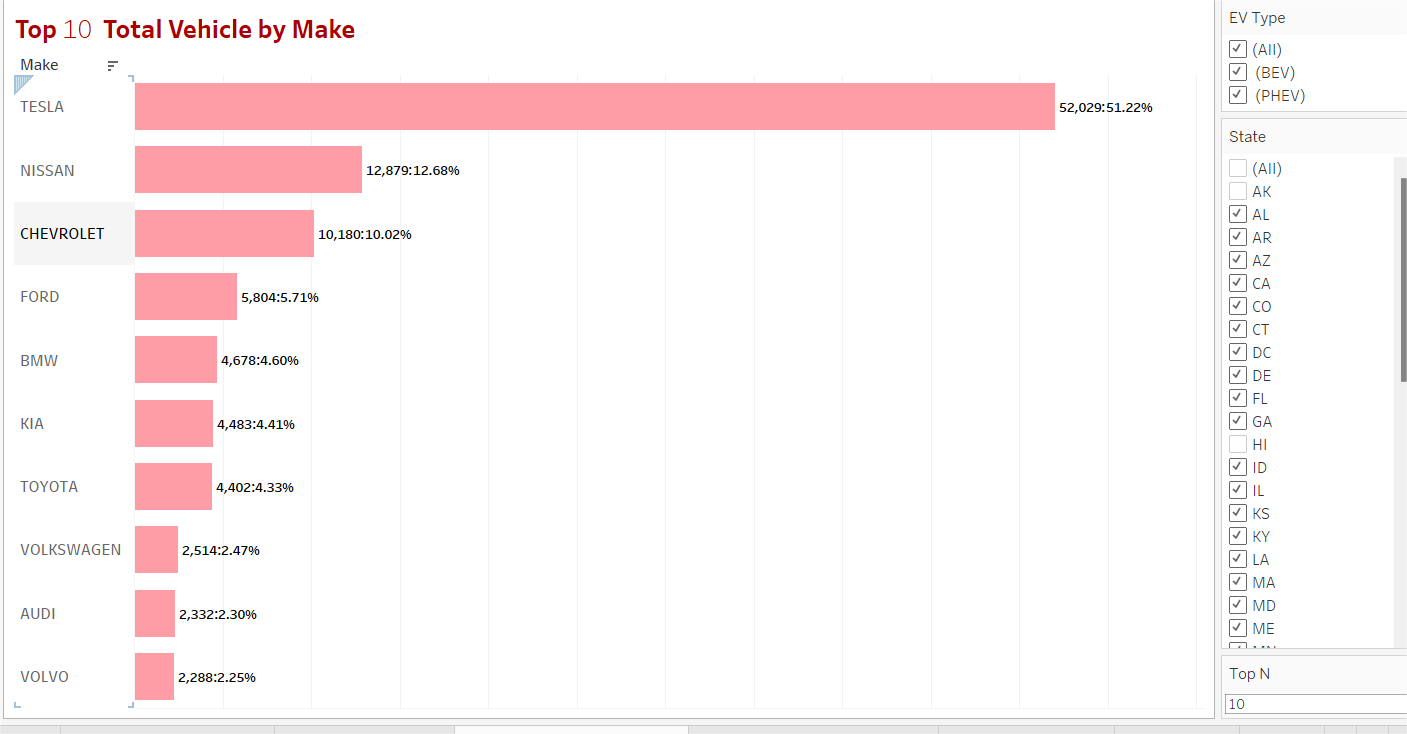 Top 10 Total Vehicle by Make
Make
TESLA
52,029:51.22%
NISSAN
12,879:12.68%
CHEVROLET
10,180:10.02%
FORD
5,804:5.71%
BMW
4,678:4.60%
KIA
4,483:4.41%
TOYOTA
4,402:4.33%
VOLKSWAGEN
2,514:2.47%
AUDI
2,332:2.30%
VOLVO
2,288:2.25%
EV Type
(All)
(BEV)
(PHEV)
State
(All)
AK
AL
AR
AZ
CA
CO
CT
DC
DE
FL
GA
HI
ID
IL
KS
KY
LA
MA
MD
ME
Top N
10